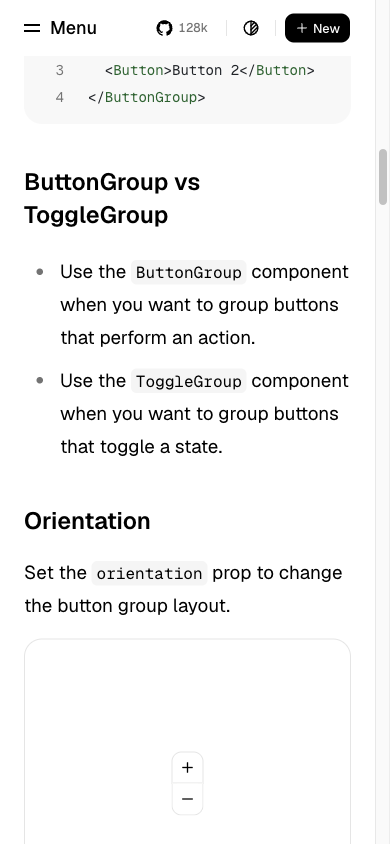 Menu 128k + New
3 <Button>Button 2</Button>
4 </ButtonGroup>
ButtonGroup vs
ToggleGroup
Use the ButtonGroup component
when you want to group buttons
that perform an action.
Use the ToggleGroup component
when you want to group buttons
that toggle a state.
Orientation
Set the orientation prop to change
the button group layout.
+
−